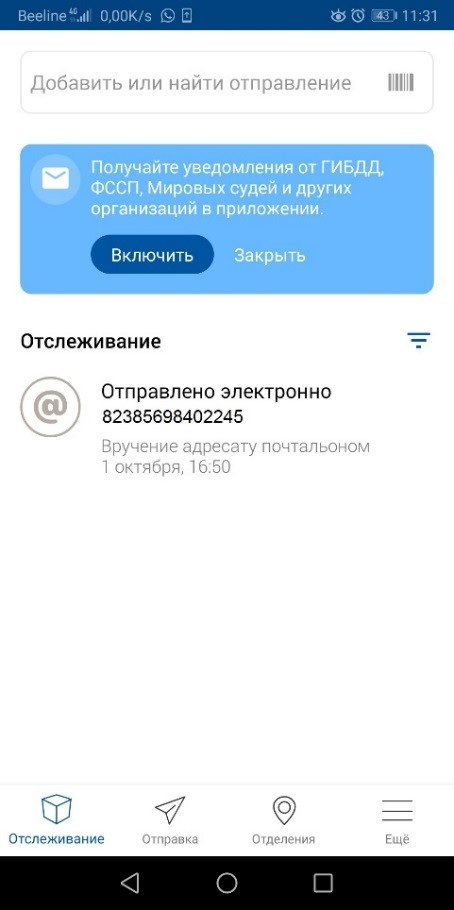 Beeline 4G 0,00K/s 43 11:31
Добавить или найти отправление
Получайте уведомления от ГИБДД,
ФССП, Мировых судей и других
организаций в приложении.
Включить Закрыть
Отслеживание
@ Отправлено электронно
82385698402245
Вручение адресату почтальоном
1 октября, 16:50
Отслеживание Отправка Отделения Ещё